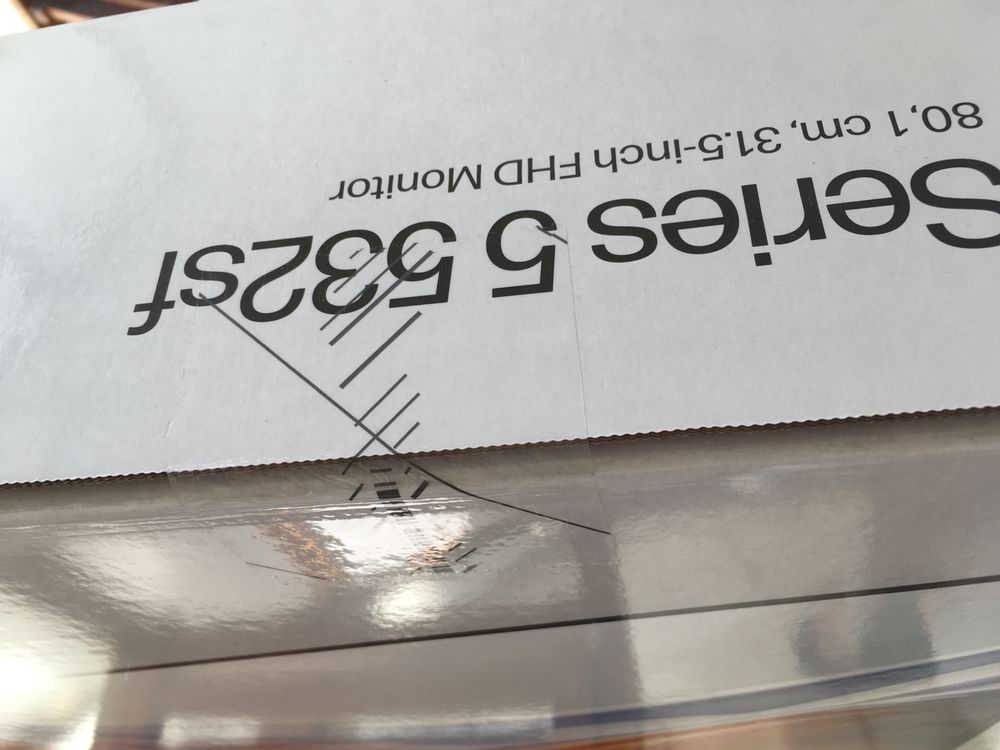 Series 5 532sf
80,1 cm, 31.5-inch FHD Monitor